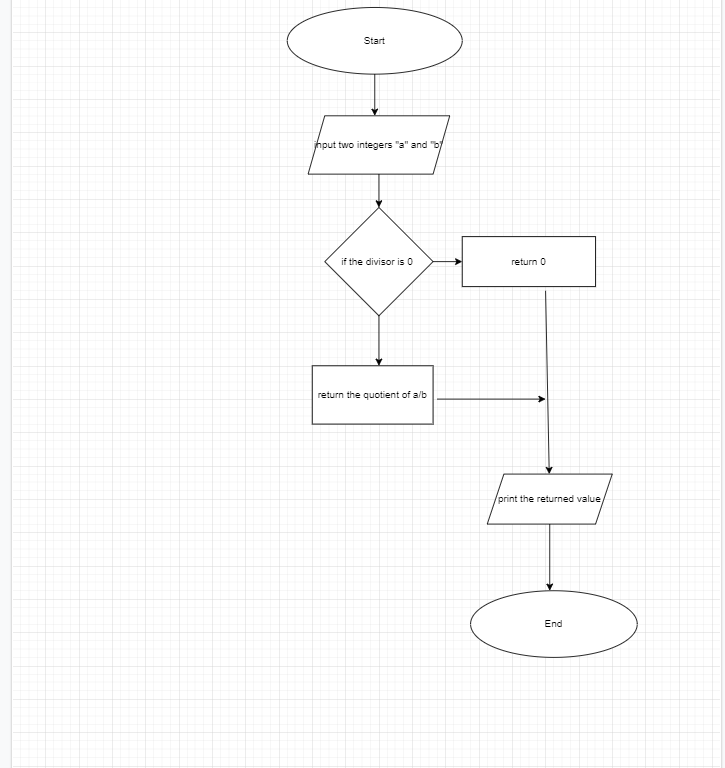 Start
input two integers "a" and "b"
if the divisor is 0
return 0
return the quotient of a/b
print the returned value
End